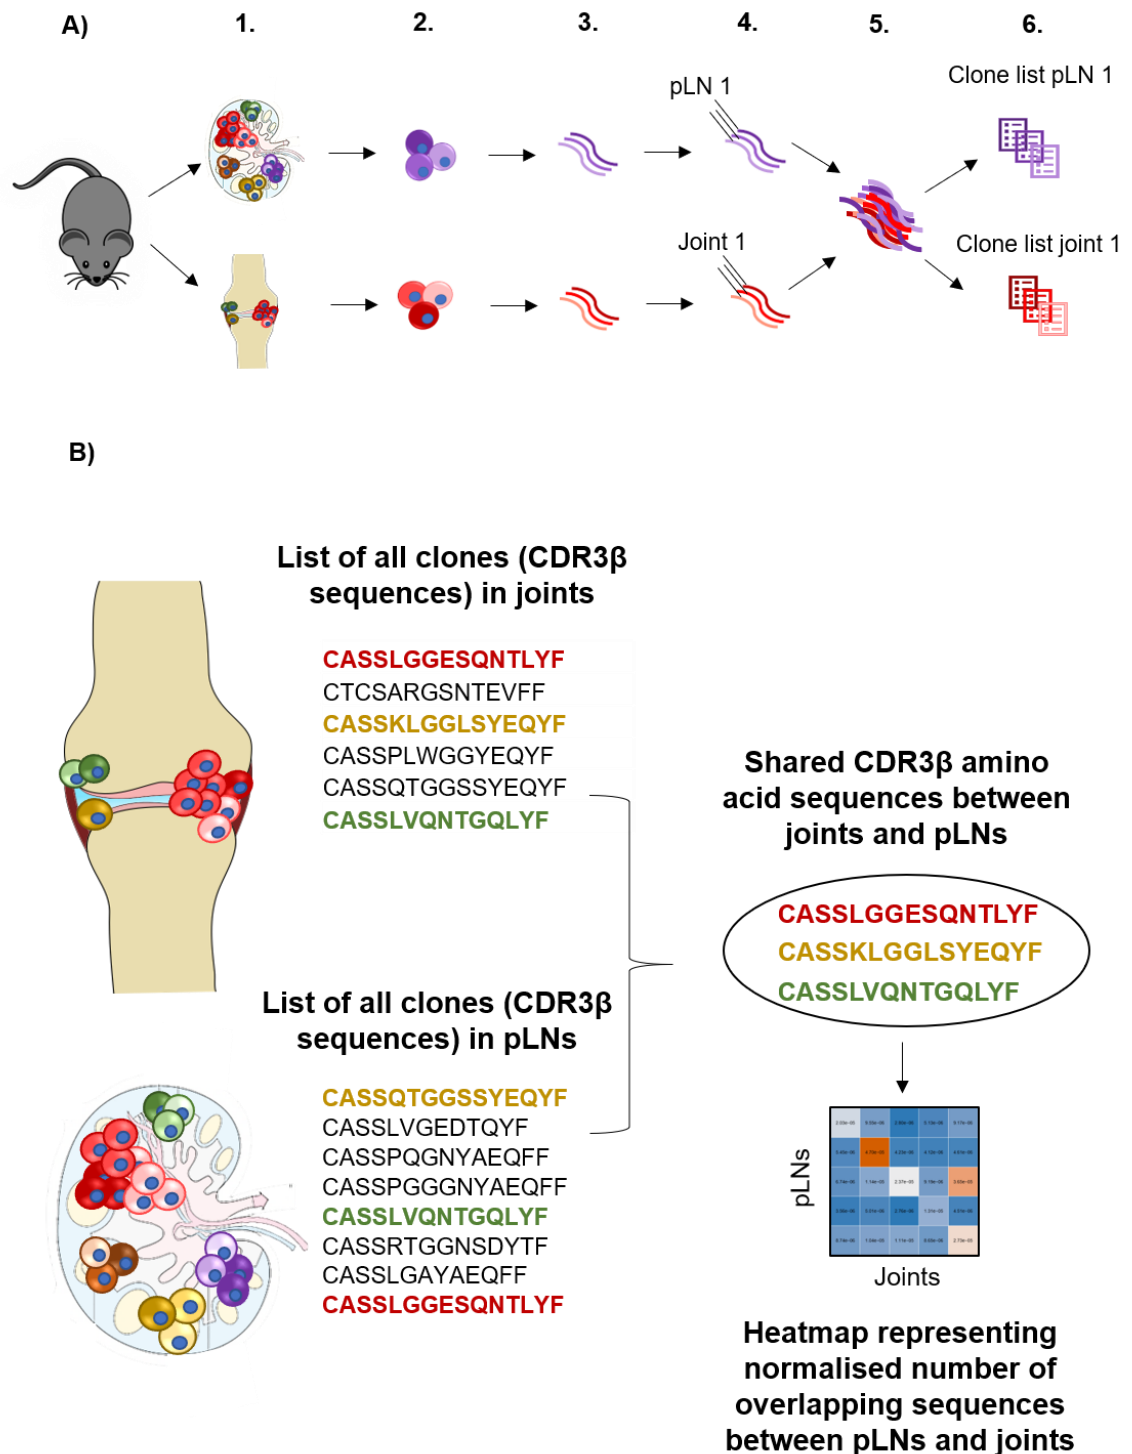 A)
1.
2.
3.
4.
5.
6.
pLN 1
Clone list pLN 1
Joint 1
Clone list joint 1
B)
List of all clones (CDR3β
sequences) in joints
CASSLGGESQNTLYF
CTCSARGSNTEVFF
CASSKLGGLSYEQYF
CASSPLWGGYEQYF
CASSQTGGSSYEQYF
CASSLVQNTGQLYF
List of all clones (CDR3β
sequences) in pLNs
CASSQTGGSSYEQYF
CASSLVGEDTQYF
CASSPQGNYAEQFF
CASSPGGGNYAEQFF
CASSLVQNTGQLYF
CASSRTGGNSDYTF
CASSLGAYAEQFF
CASSLGGESQNTLYF
Shared CDR3β amino
acid sequences between
joints and pLNs
CASSLGGESQNTLYF
CASSKLGGLSYEQYF
CASSLVQNTGQLYF
pLNs
Joints
Heatmap representing
normalised number of
overlapping sequences
between pLNs and joints